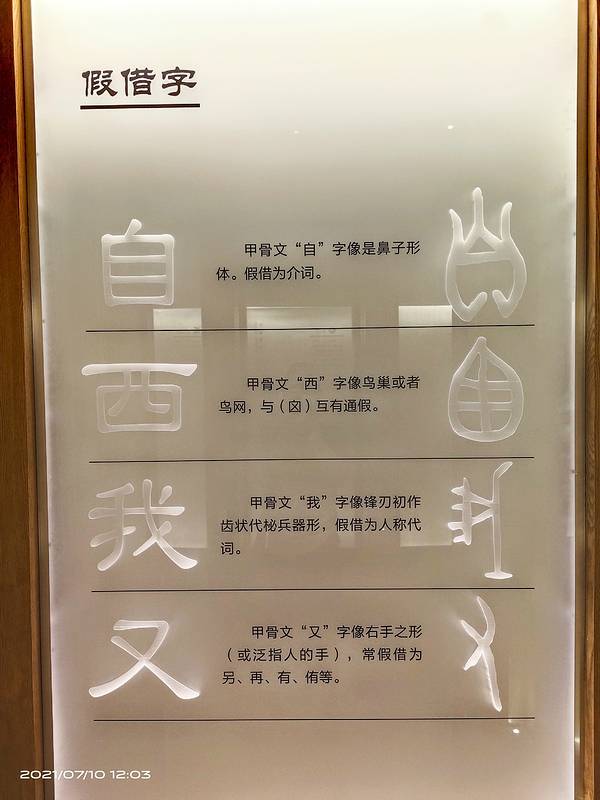 假借字
自
甲骨文“自”字像是鼻子形
体。假借为介词。
西
甲骨文“西”字像鸟巢或者
鸟网，与（囟）互有通假。
我
甲骨文“我”字像锋刃初作
齿状代柲兵器形，假借为人称代
词。
又
甲骨文“又”字像右手之形
（或泛指人的手），常假借为
另、再、有、侑等。
2021/07/10 12:03